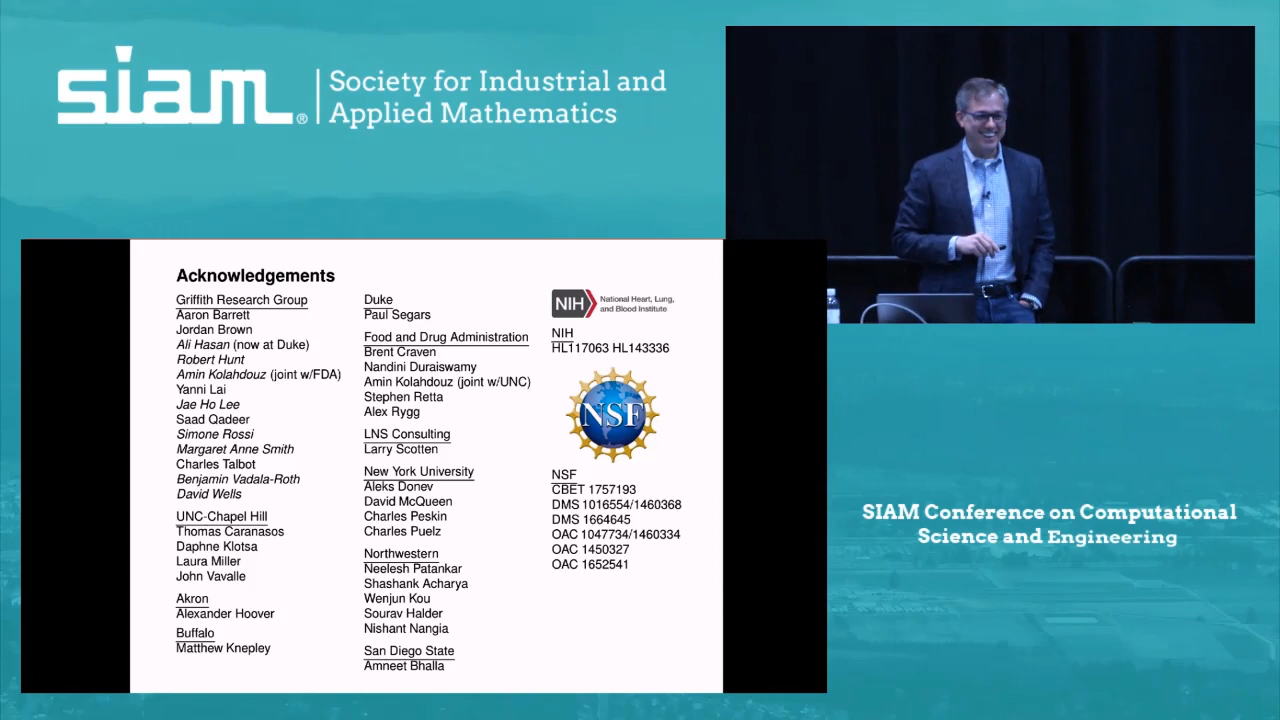 siam® Society for Industrial and
Applied Mathematics
Acknowledgements
Griffith Research Group
Aaron Barrett
Jordan Brown
Ali Hasan (now at Duke)
Robert Hunt
Amin Kolahdouz (joint w/FDA)
Yanni Lai
Jae Ho Lee
Saad Qadeer
Simone Rossi
Margaret Anne Smith
Charles Talbot
Benjamin Vadala-Roth
David Wells
UNC-Chapel Hill
Thomas Caranasos
Daphne Klotsa
Laura Miller
John Vavalle
Akron
Alexander Hoover
Buffalo
Matthew Knepley
Duke
Paul Segars
Food and Drug Administration
Brent Craven
Nandini Duraiswamy
Amin Kolahdouz (joint w/UNC)
Stephen Retta
Alex Rygg
LNS Consulting
Larry Scotten
New York University
Aleks Donev
David McQueen
Charles Peskin
Charles Puelz
Northwestern
Neelesh Patankar
Shashank Acharya
Wenjun Kou
Sourav Halder
Nishant Nangia
San Diego State
Amneet Bhalla
NIH National Heart, Lung,
and Blood Institute
NIH
HL117063 HL143336
NSF
NSF
CBET 1757193
DMS 1016554/1460368
DMS 1664645
OAC 1047734/1460334
OAC 1450327
OAC 1652541
SIAM Conference on Computational
Science and Engineering